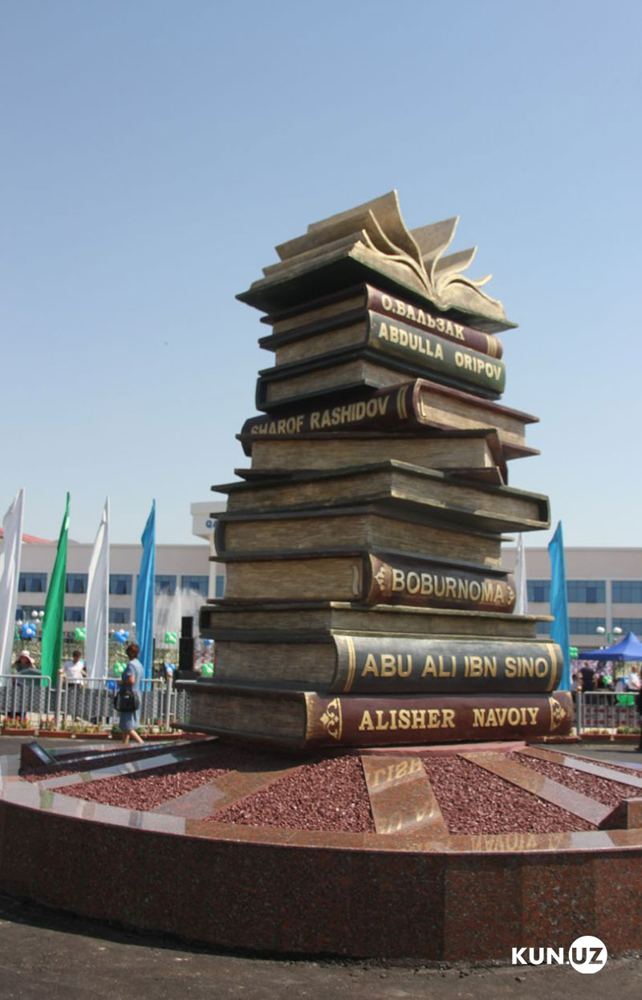 О.БАЛЬЗАК
ABDULLA ORIPOV
SHAROF RASHIDOV
BOBURNOMA
ABU ALI IBN SINO
ALISHER NAVOIY
KUN.UZ